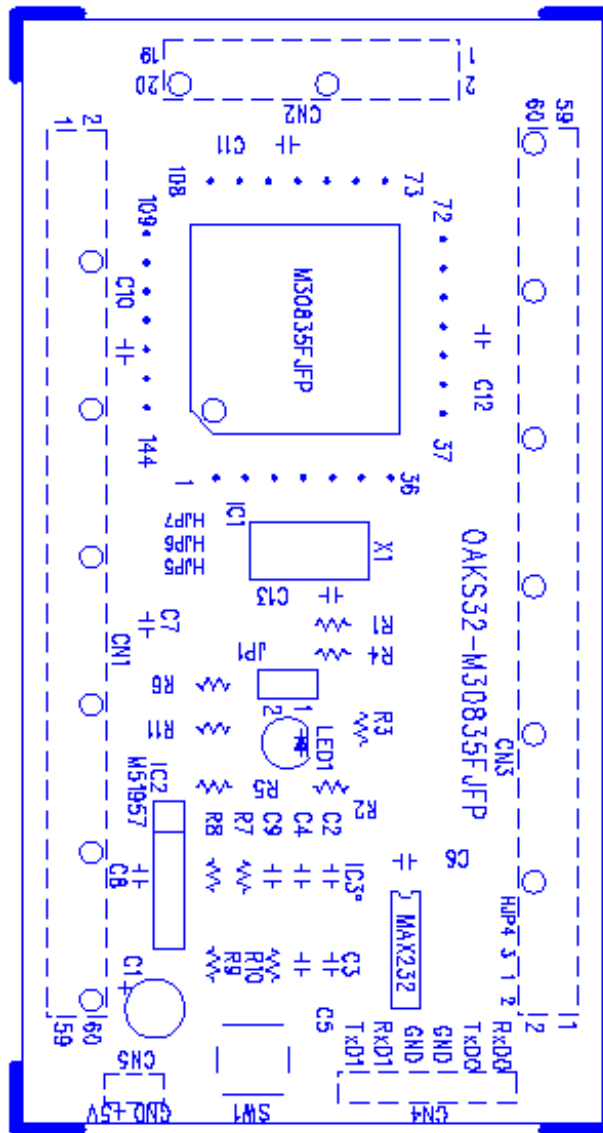 19
1
20
2
CN2
1
2
60
59
C11
108
73
109
72
C10
M30835FJFP
C12
144
37
1
36
IC1
HJP7
HJP6
HJP5
X1
OAKS32-M30835FJFP
C13
C7
R1
CN1
JP1
R4
R6
2
1
R3
R11
LED1
CN3
IC2
M51957
R5
R2
R8
R7
C9
C4
C2
C8
IC3
C6
HJP4 3 1 2
MAX232
R9
R10
C3
C1
+
59
60
C5
TxD1
RxD1
GND
GND
TxD0
RxD0
2
1
CN5
GND +5V
SW1
CN4